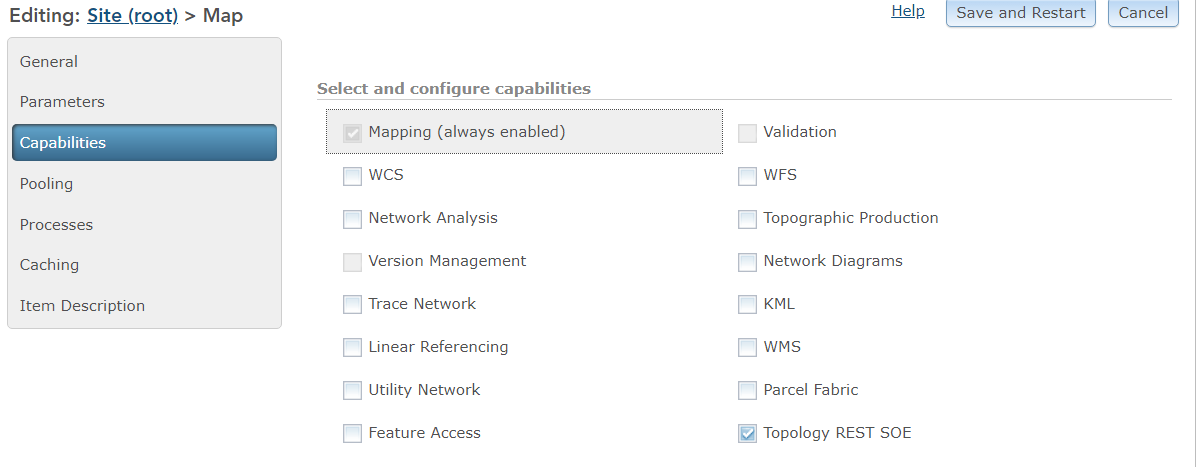 Editing: Site (root) > Map
Help
Save and Restart
Cancel
General
Parameters
Capabilities
Pooling
Processes
Caching
Item Description
Select and configure capabilities
Mapping (always enabled)
Validation
WCS
WFS
Network Analysis
Topographic Production
Version Management
Network Diagrams
Trace Network
KML
Linear Referencing
WMS
Utility Network
Parcel Fabric
Feature Access
Topology REST SOE